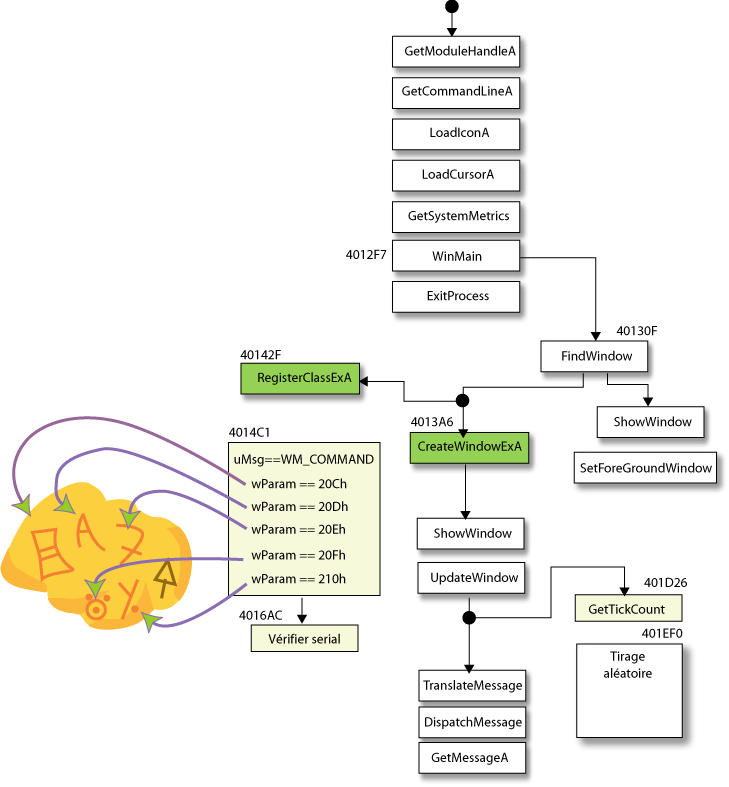 GetModuleHandleA
GetCommandLineA
LoadIconA
LoadCursorA
GetSystemMetrics
4012F7
WinMain
ExitProcess
40130F
FindWindow
40142F
RegisterClassExA
ShowWindow
SetForeGroundWindow
4013A6
CreateWindowExA
4014C1
uMsg==WM_COMMAND
wParam == 20Ch
wParam == 20Dh
wParam == 20Eh
wParam == 20Fh
wParam == 210h
4016AC
Vérifier serial
ShowWindow
UpdateWindow
401D26
GetTickCount
401EF0
Tirage
aléatoire
TranslateMessage
DispatchMessage
GetMessageA